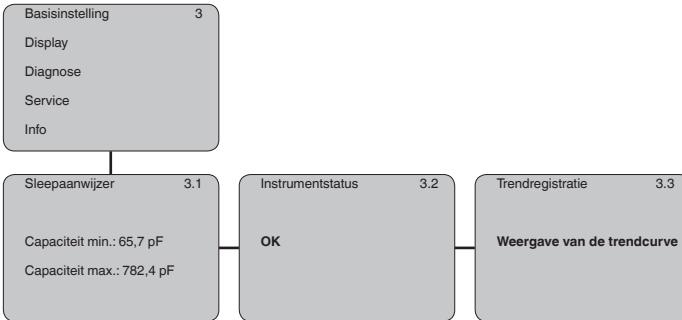 Basisinstelling 3
Display
Diagnose
Service
Info
Sleepaanwijzer 3.1
Capaciteit min.: 65,7 pF
Capaciteit max.: 782,4 pF
Instrumentstatus 3.2
OK
Trendregistratie 3.3
Weergave van de trendcurve